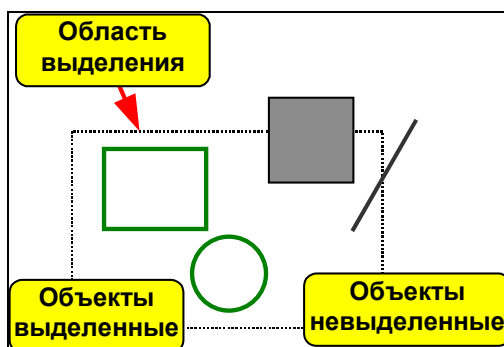 Область
выделения
Объекты
выделенные
Объекты
невыделенные